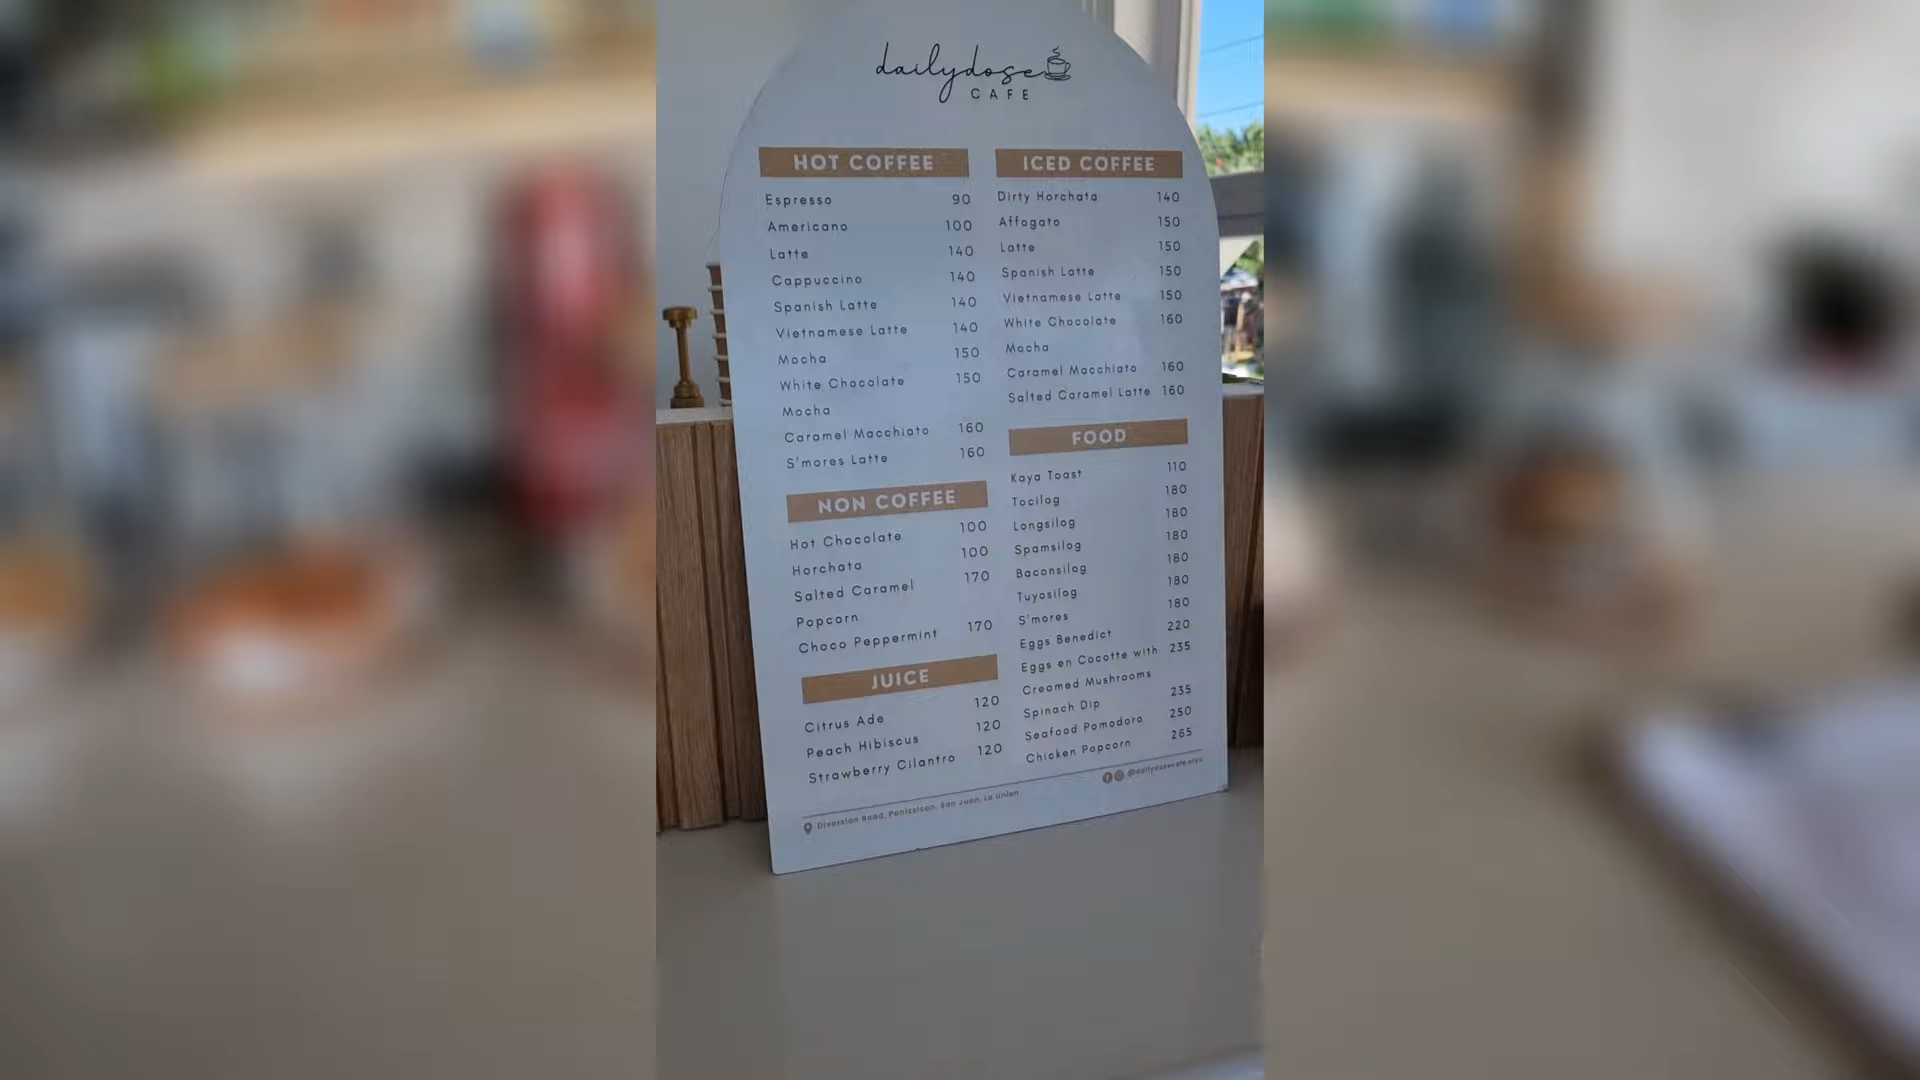 dailydose
CAFE
HOT COFFEE
Espresso 90
Americano 100
Latte 140
Cappuccino 140
Spanish Latte 140
Vietnamese Latte 140
Mocha 150
White Chocolate 150
Mocha
Caramel Macchiato 160
S'mores Latte 160
NON COFFEE
Hot Chocolate 100
Horchata 100
Salted Caramel 170
Popcorn
Choco Peppermint 170
JUICE
Citrus Ade 120
Peach Hibiscus 120
Strawberry Cilantro 120
ICED COFFEE
Dirty Horchata 140
Affogato 150
Latte 150
Spanish Latte 150
Vietnamese Latte 150
White Chocolate 160
Mocha
Caramel Macchiato 160
Salted Caramel Latte 160
FOOD
Kaya Toast 110
Tocilog 180
Longsilog 180
Spamsilog 180
Baconsilog 180
Tuyosilog 180
S'mores 180
Eggs Benedict 220
Eggs en Cocotte with 235
Creamed Mushrooms
Spinach Dip 235
Seafood Pomodoro 250
Chicken Popcorn 265
Diversion Road, Panicsican, San Juan, La Union